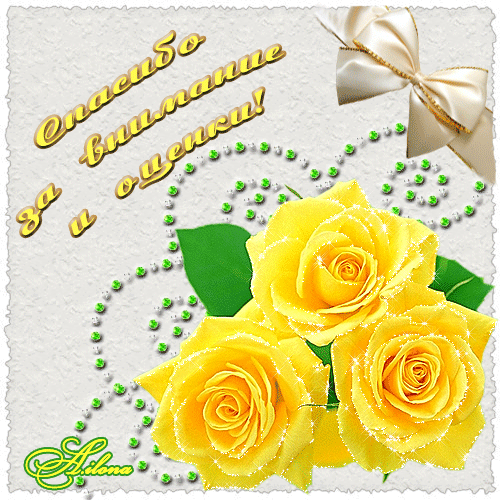 Спасибо
за внимание
и оценки!
Ailona